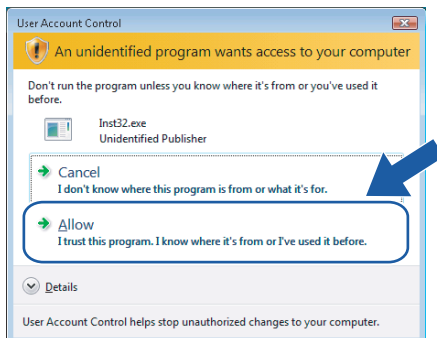 User Account Control
An unidentified program wants access to your computer
Don't run the program unless you know where it's from or you've used it
before.
Inst32.exe
Unidentified Publisher
Cancel
I don't know where this program is from or what it's for.
Allow
I trust this program. I know where it's from or I've used it before.
Details
User Account Control helps stop unauthorized changes to your computer.